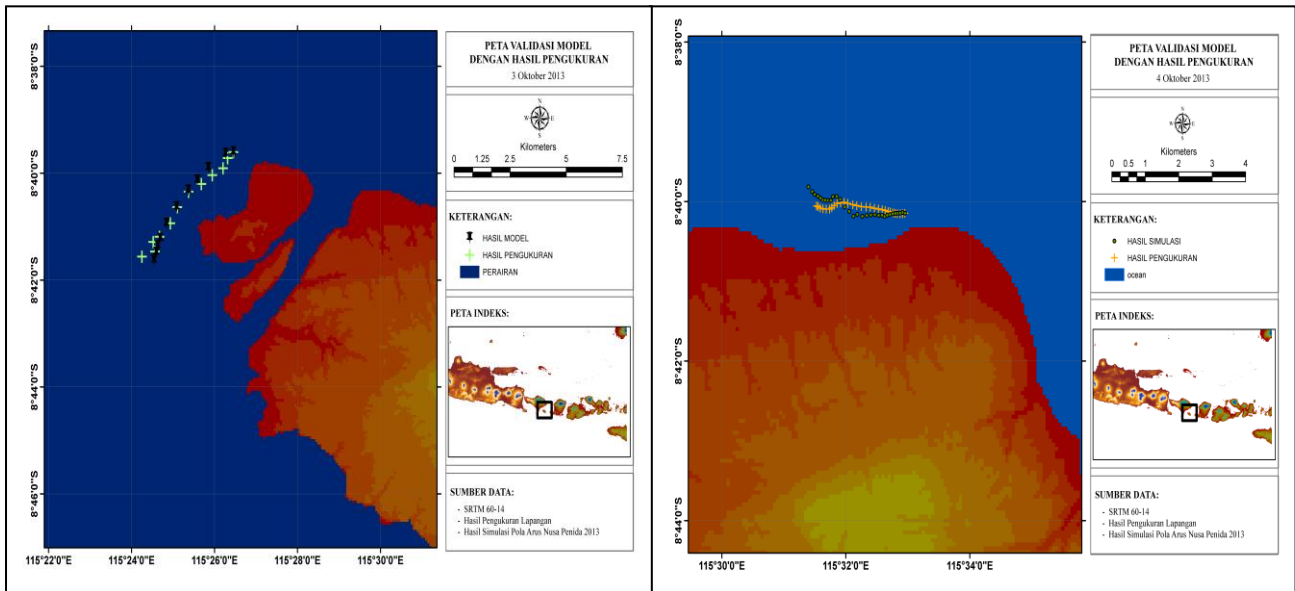 PETA VALIDASI MODEL
DENGAN HASIL PENGUKURAN
3 Oktober 2013
N
W E
S
Kilometers
0 1.25 2.5 5 7.5
KETERANGAN:
HASIL MODEL
HASIL PENGUKURAN
PERAIRAN
PETA INDEKS:
SUMBER DATA:
- SRTM 60-14
- Hasil Pengukuran Lapangan
- Hasil Simulasi Pola Arus Nusa Penida 2013
8°38'0"S
8°40'0"S
8°42'0"S
8°44'0"S
8°46'0"S
115°22'0"E 115°24'0"E 115°26'0"E 115°28'0"E 115°30'0"E
PETA VALIDASI MODEL
DENGAN HASIL PENGUKURAN
4 Oktober 2013
N
W E
S
Kilometers
0 0.5 1 2 3 4
KETERANGAN:
HASIL SIMULASI
HASIL PENGUKURAN
ocean
PETA INDEKS:
SUMBER DATA:
- SRTM 60-14
- Hasil Pengukuran Lapangan
- Hasil Simulasi Pola Arus Nusa Penida 2013
8°38'0"S
8°40'0"S
8°42'0"S
8°44'0"S
115°30'0"E 115°32'0"E 115°34'0"E